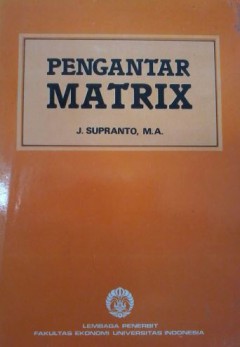 PENGANTAR
MATRIX
J. SUPRANTO, M.A.
LEMBAGA PENERBIT
FAKULTAS EKONOMI UNIVERSITAS INDONESIA